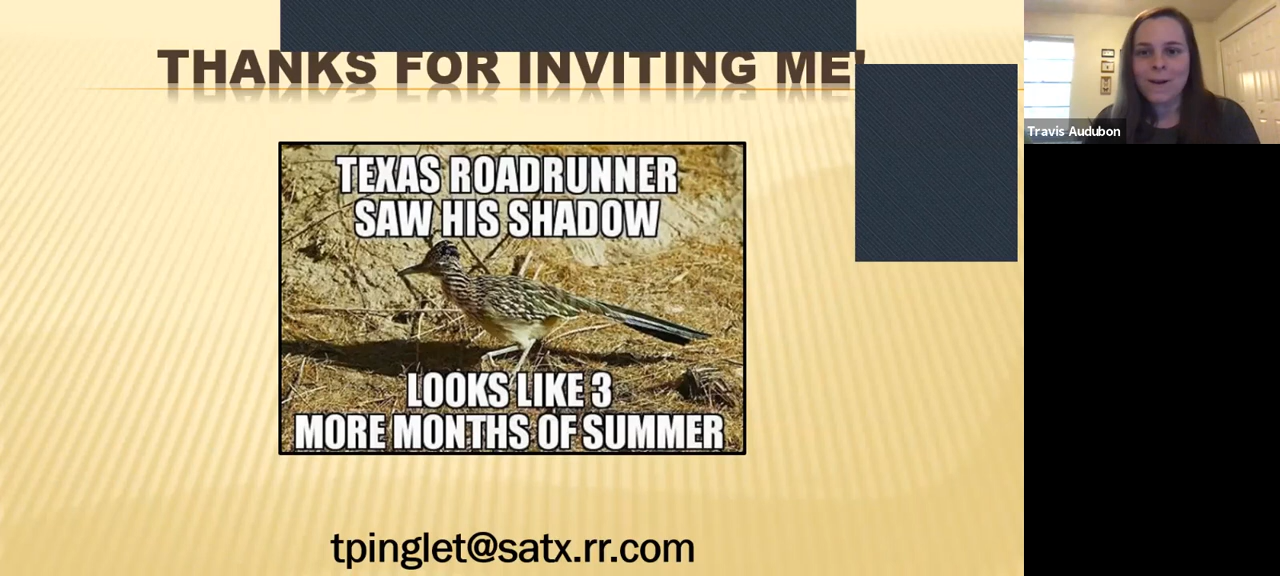 THANKS FOR INVITING ME!
Travis Audubon
TEXAS ROADRUNNER
SAW HIS SHADOW
LOOKS LIKE 3
MORE MONTHS OF SUMMER
tpinglet@satx.rr.com